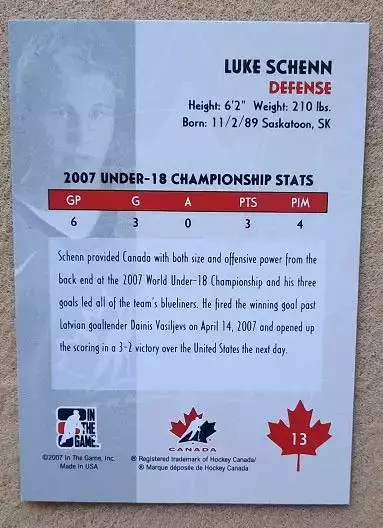 LUKE SCHENN
DEFENSE
Height: 6'2" Weight: 210 lbs.
Born: 11/2/89 Saskatoon, SK
2007 UNDER-18 CHAMPIONSHIP STATS
GP G A PTS PIM
6 3 0 3 4
Schenn provided Canada with both size and offensive power from the
back end at the 2007 World Under-18 Championship and his three
goals led all of the team's blueliners. He fired the winning goal past
Latvian goaltender Dainis Vasiljevs on April 14, 2007 and opened up
the scoring in a 3-2 victory over the United States the next day.
IN
THE
GAME
©2007 In The Game, Inc.
Made In USA
CANADA
® Registered trademark of Hockey Canada/
® Marque déposée de Hockey Canada
13